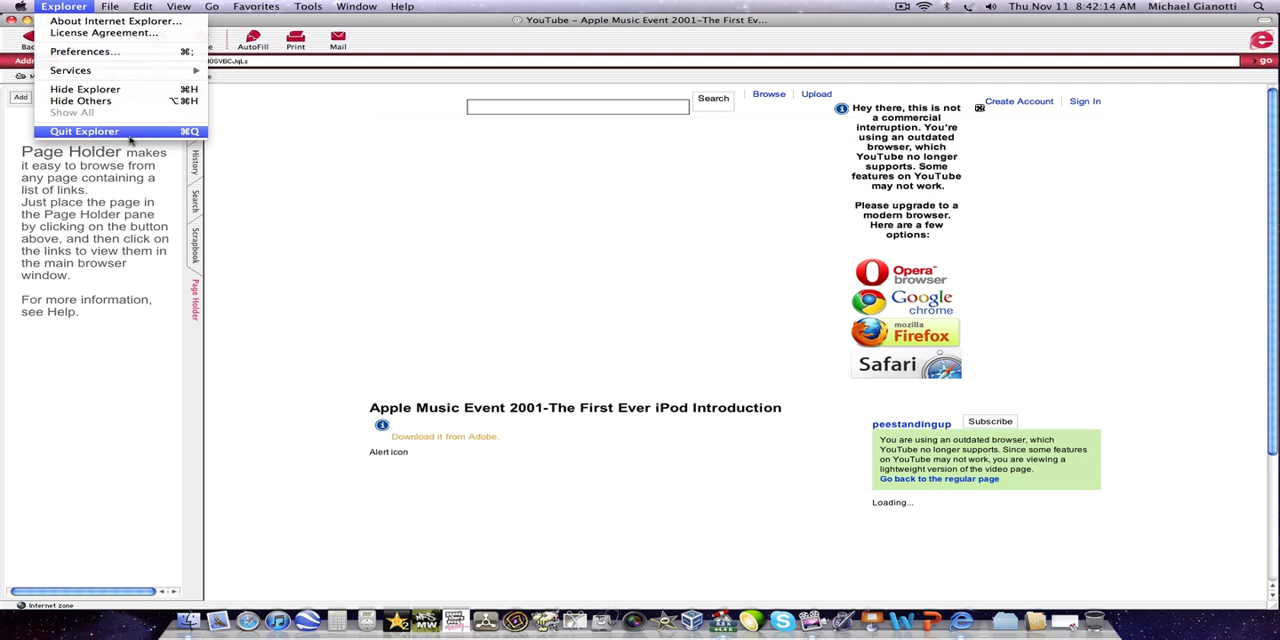 Explorer File Edit View Go Favorites Tools Window Help
Thu Nov 11 8:42:14 AM Michael Gianotti
YouTube - Apple Music Event 2001-The First Ev...
About Internet Explorer...
License Agreement...
Preferences... ⌘;
Services
Hide Explorer ⌘H
Hide Others ⌥⌘H
Show All
Quit Explorer ⌘Q
AutoFill Print Mail
go
Add
Page Holder makes
it easy to browse from
any page containing a
list of links.
Just place the page in
the Page Holder pane
by clicking on the button
above, and then click on
the links to view them in
the main browser
window.
For more information,
see Help.
History
Search
Scrapbook
Page Holder
Search
Browse Upload
Create Account Sign In
Hey there, this is not
a commercial
interruption. You're
using an outdated
browser, which
YouTube no longer
supports. Some
features on YouTube
may not work.
Please upgrade to a
modern browser.
Here are a few
options:
Opera™
browser
Google
chrome
mozilla
Firefox
Safari
Apple Music Event 2001-The First Ever iPod Introduction
Download it from Adobe.
Alert icon
peestandingup Subscribe
You are using an outdated browser, which
YouTube no longer supports. Since some features
on YouTube may not work, you are viewing a
lightweight version of the video page.
Go back to the regular page
Loading...
Internet zone